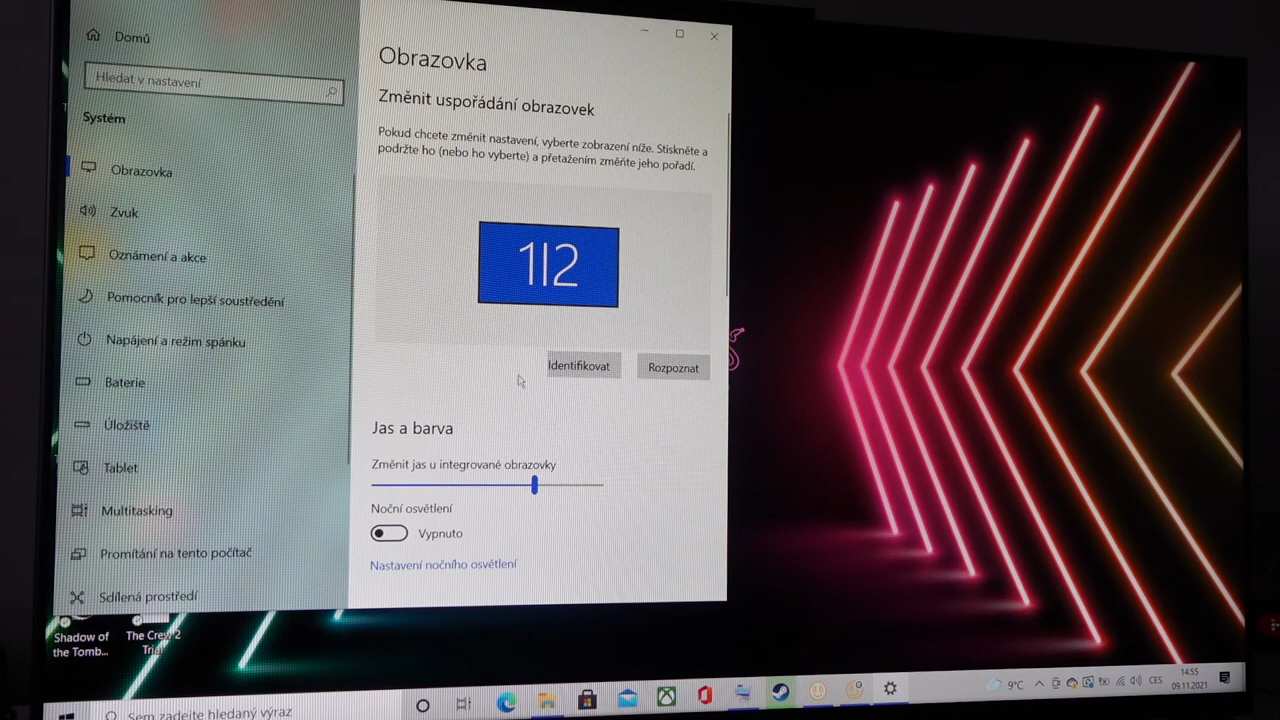 Domů
Hledat v nastavení
Systém
Obrazovka
Zvuk
Oznámení a akce
Pomocník pro lepší soustředění
Napájení a režim spánku
Baterie
Úložiště
Tablet
Multitasking
Promítání na tento počítač
Sdílená prostředí
Obrazovka
Změnit uspořádání obrazovek
Pokud chcete změnit nastavení, vyberte zobrazení níže. Stiskněte a
podržte ho (nebo ho vyberte) a přetažením změňte jeho pořadí.
1|2
Identifikovat
Rozpoznat
Jas a barva
Změnit jas u integrované obrazovky
Noční osvětlení
Vypnuto
Nastavení nočního osvětlení
Shadow of
the Tomb...
The Crew 2
Trial
Sem zadejte hledaný výraz
9°C
CES
14:55
09.11.2021